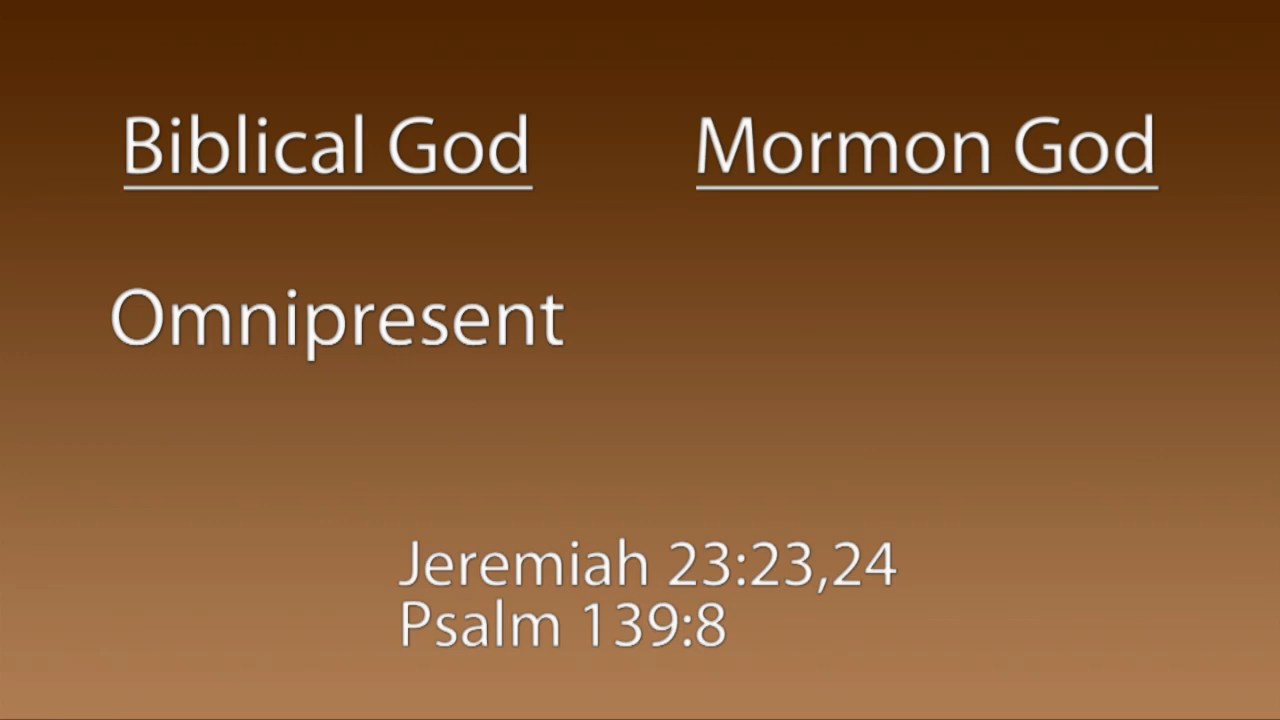 Biblical God
Mormon God
Omnipresent
Jeremiah 23:23,24
Psalm 139:8